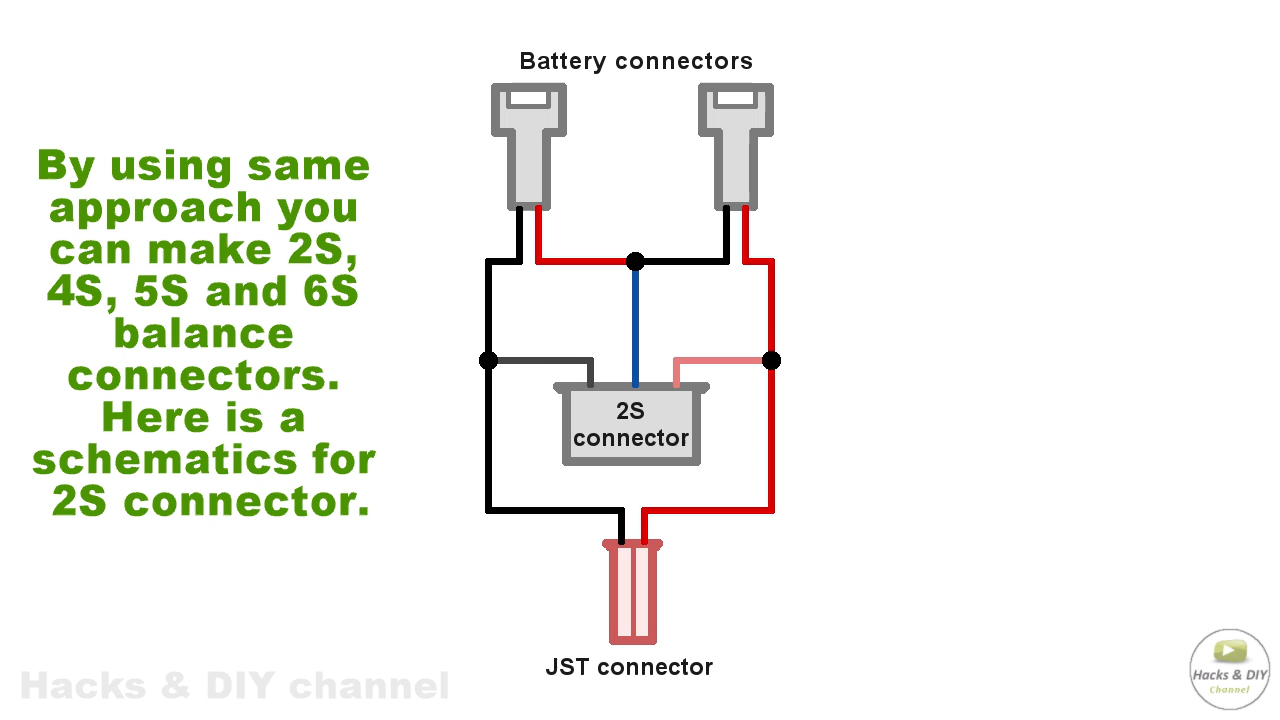 Battery connectors
By using same
approach you
can make 2S,
4S, 5S and 6S
balance
connectors.
Here is a
schematics for
2S connector.
2S
connector
JST connector
Hacks & DIY channel
Hacks & DIY
Channel